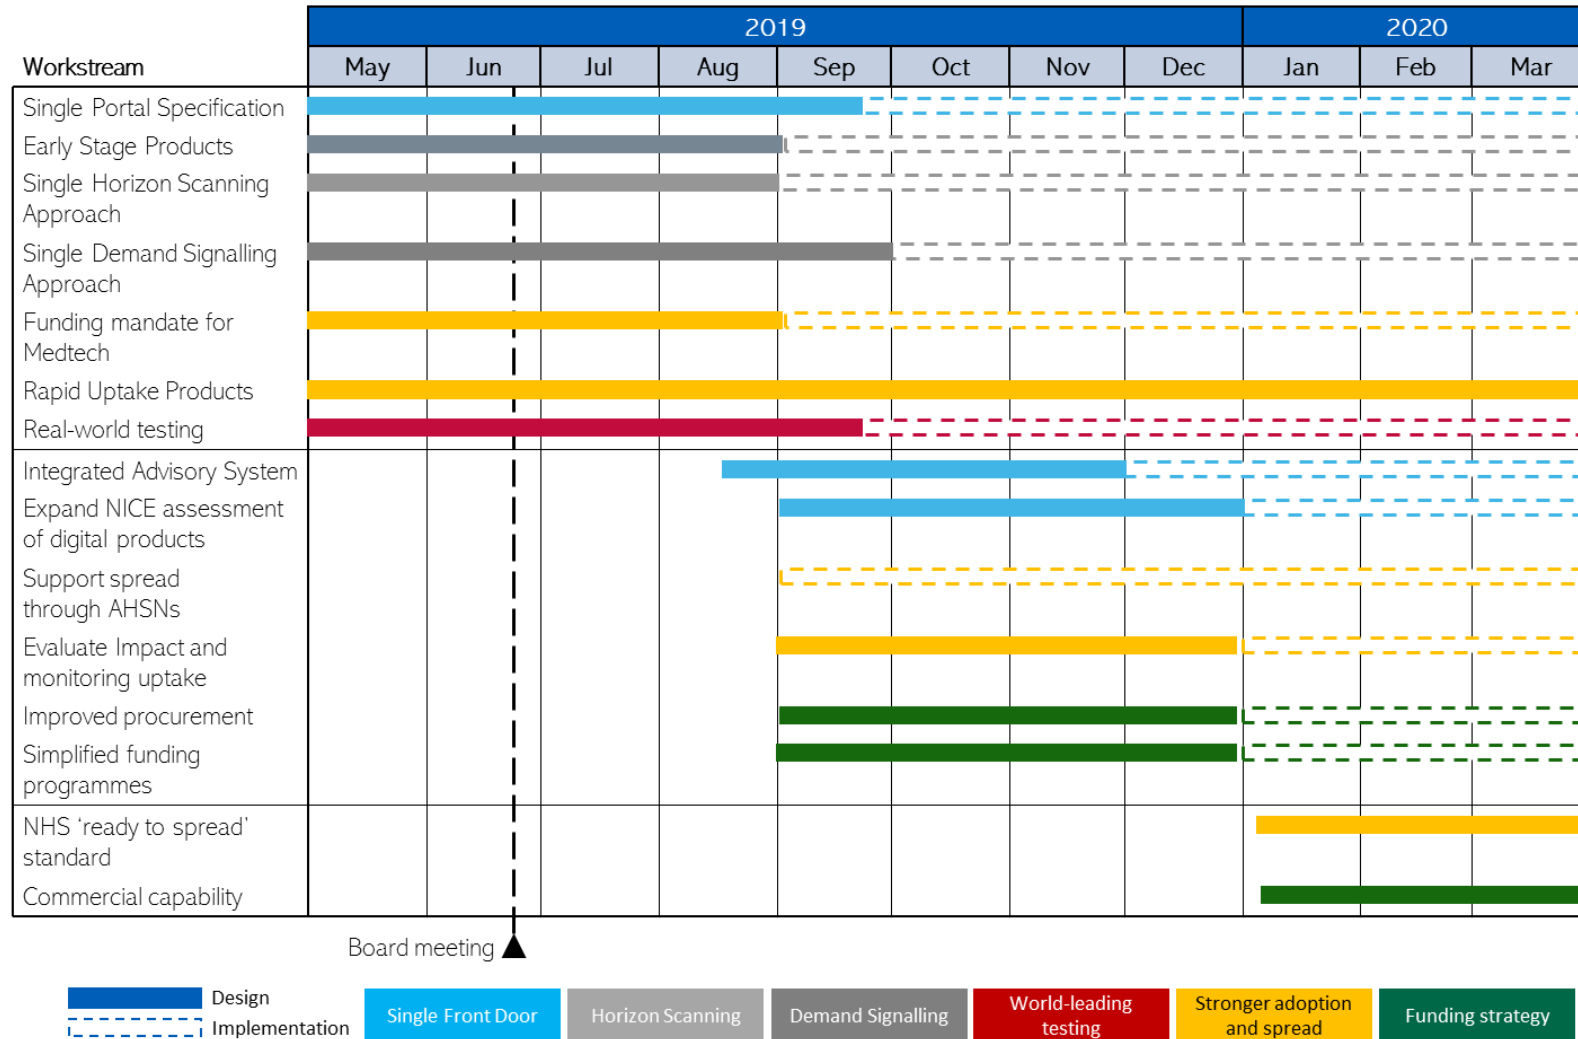 2019
2020
Workstream
May
Jun
Jul
Aug
Sep
Oct
Nov
Dec
Jan
Feb
Mar
Single Portal Specification
Early Stage Products
Single Horizon Scanning
Approach
Single Demand Signalling
Approach
Funding mandate for
Medtech
Rapid Uptake Products
Real-world testing
Integrated Advisory System
Expand NICE assessment
of digital products
Support spread
through AHSNs
Evaluate Impact and
monitoring uptake
Improved procurement
Simplified funding
programmes
NHS ‘ready to spread’
standard
Commercial capability
Board meeting
Design
Implementation
Single Front Door
Horizon Scanning
Demand Signalling
World-leading
testing
Stronger adoption
and spread
Funding strategy